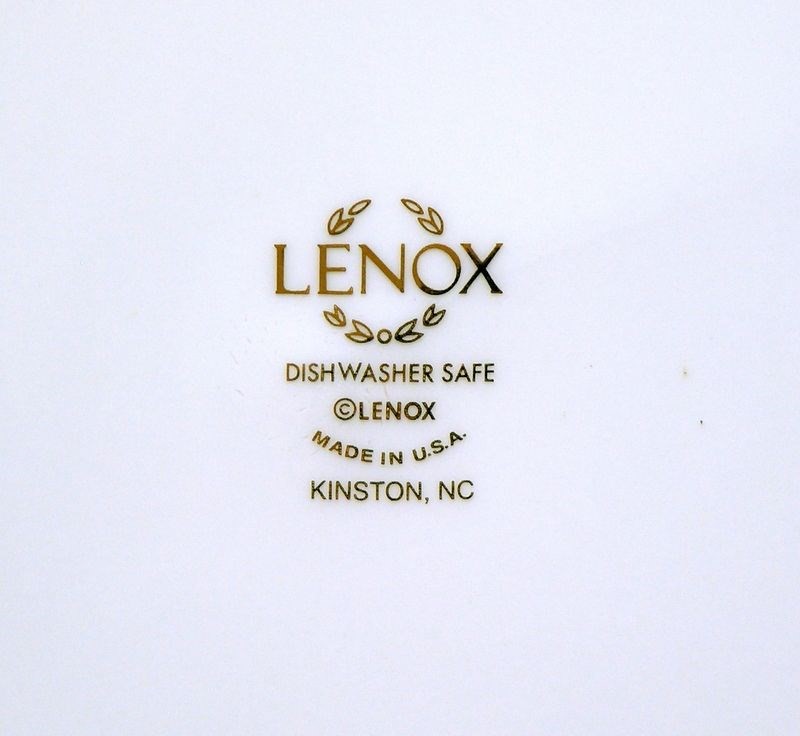 LENOX
DISHWASHER SAFE
©LENOX
MADE IN U.S.A.
KINSTON, NC